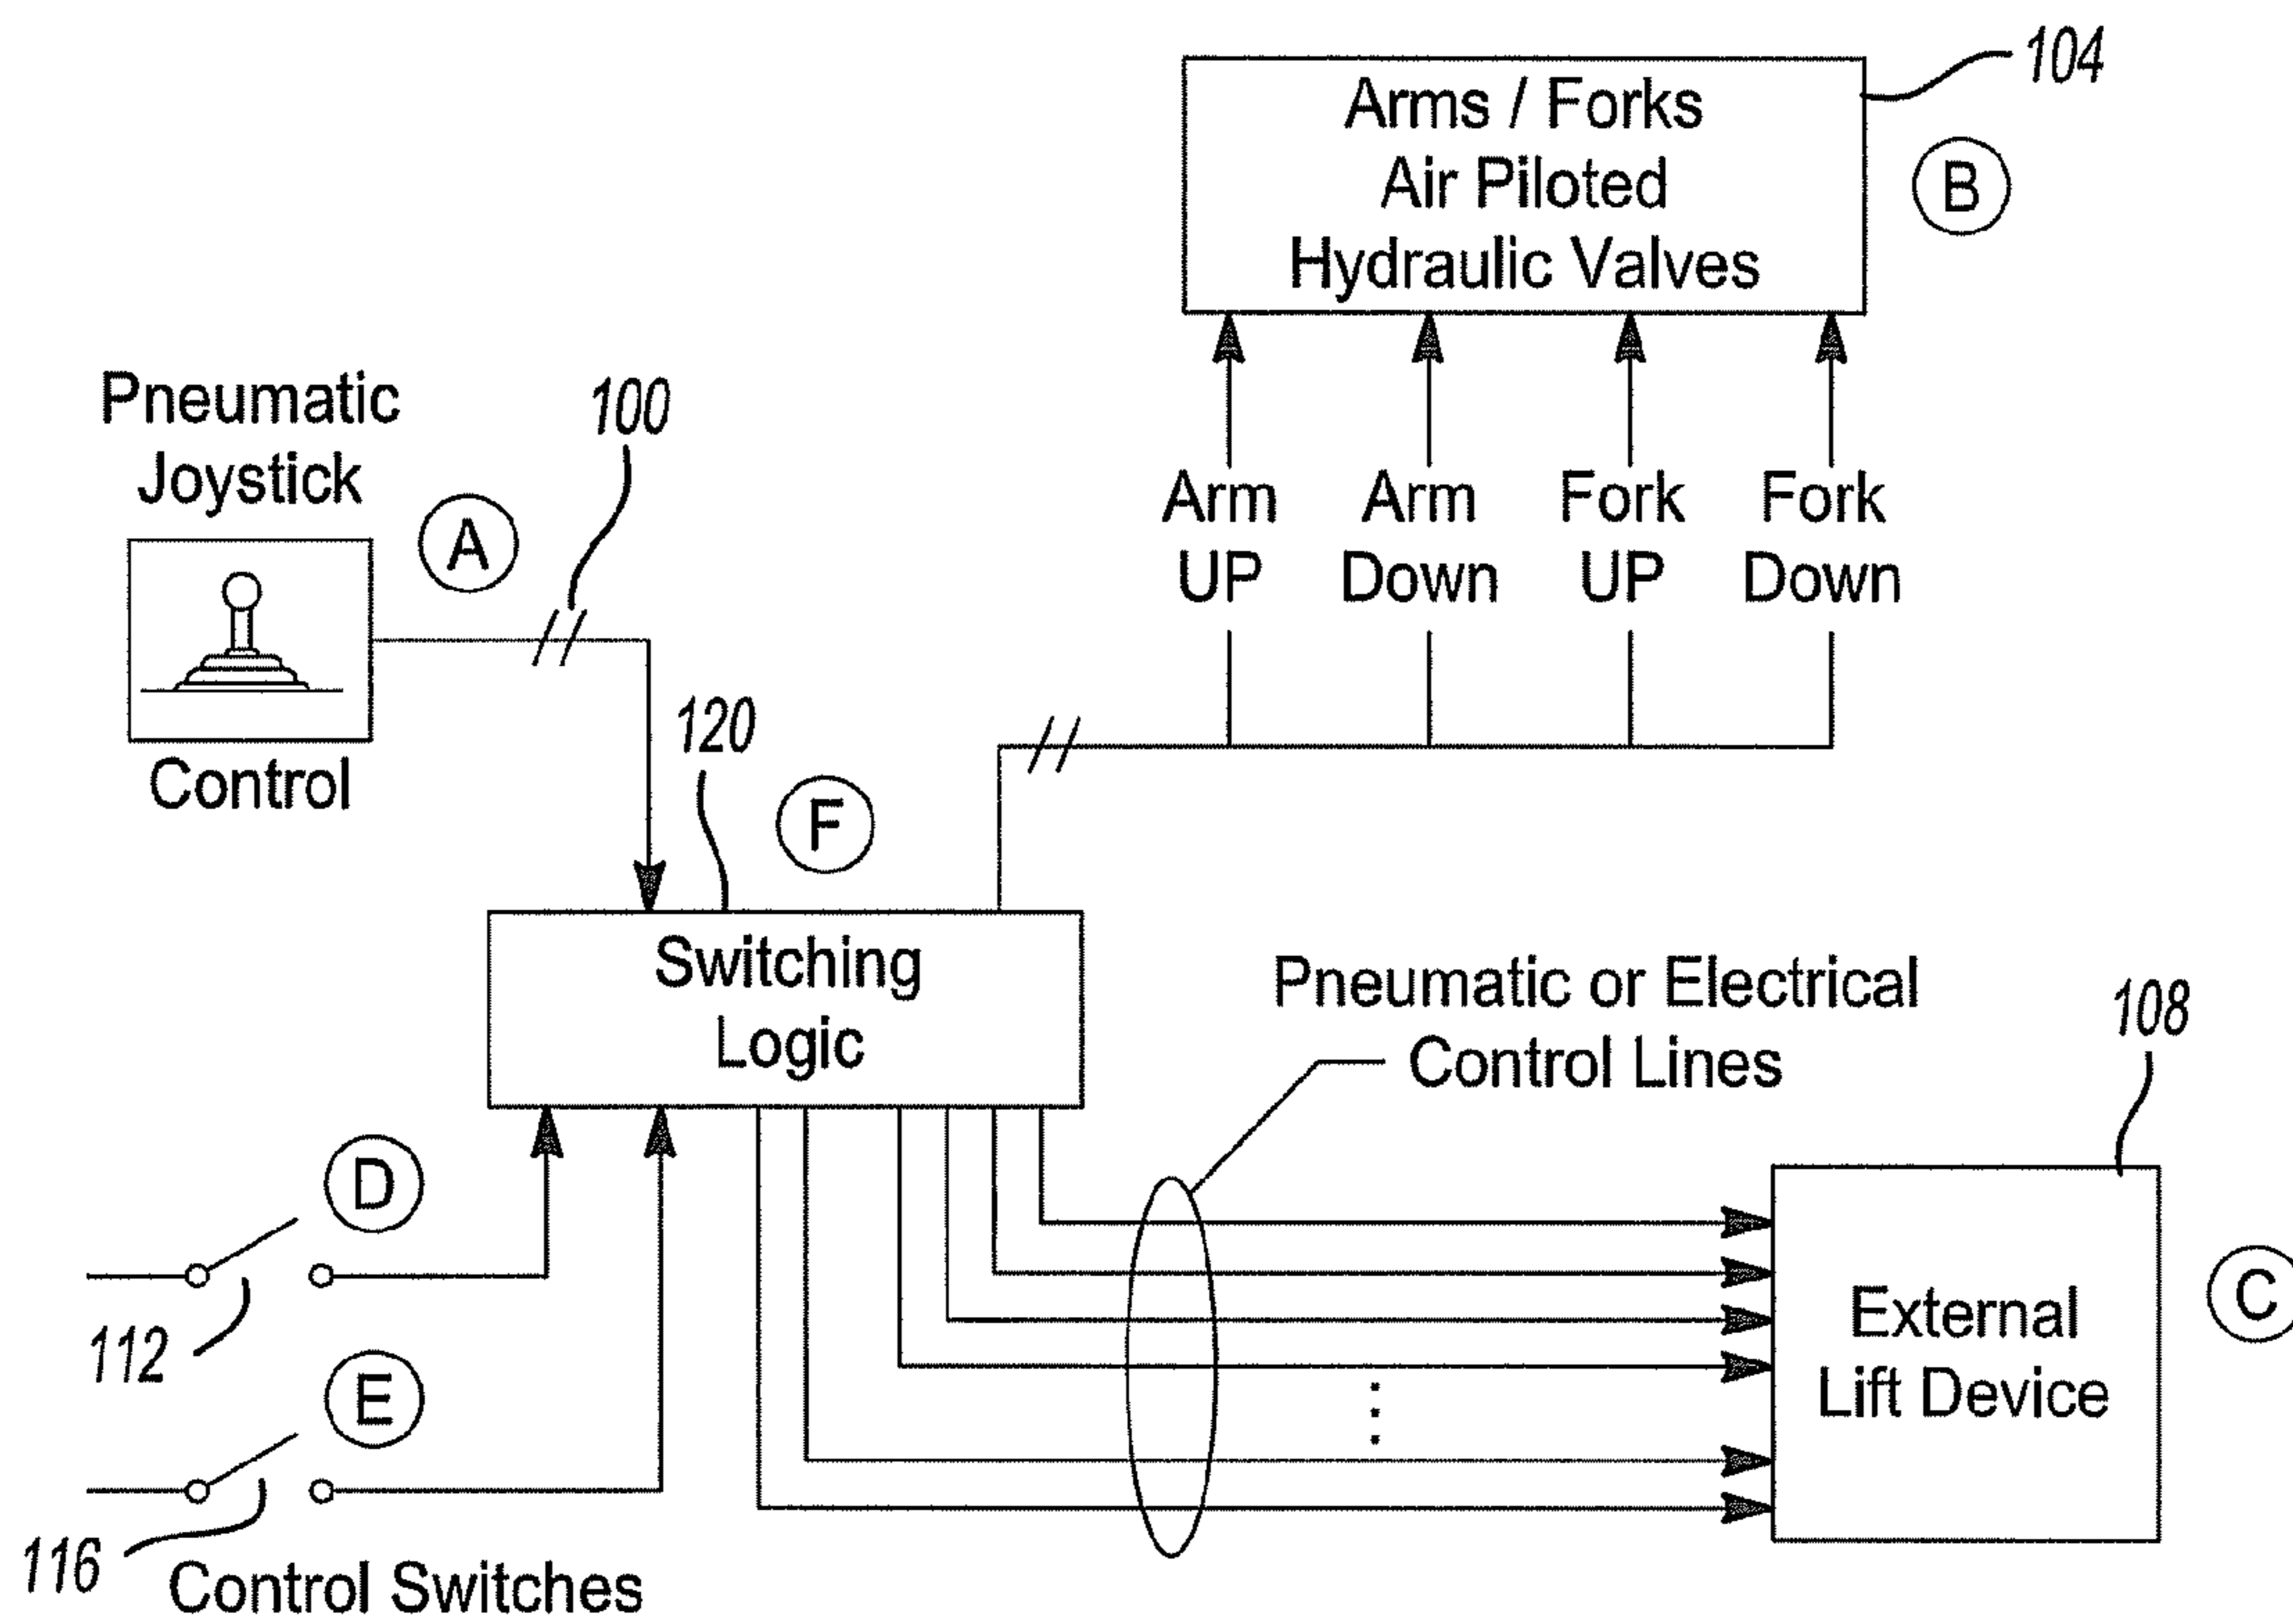 104
Arms / Forks
Air Piloted
Hydraulic Valves
B
Pneumatic
Joystick
A
100
Control
Arm
UP
Arm
Down
Fork
UP
Fork
Down
120
F
Switching
Logic
Pneumatic or Electrical
Control Lines
108
D
112
E
116
Control Switches
External
Lift Device
C